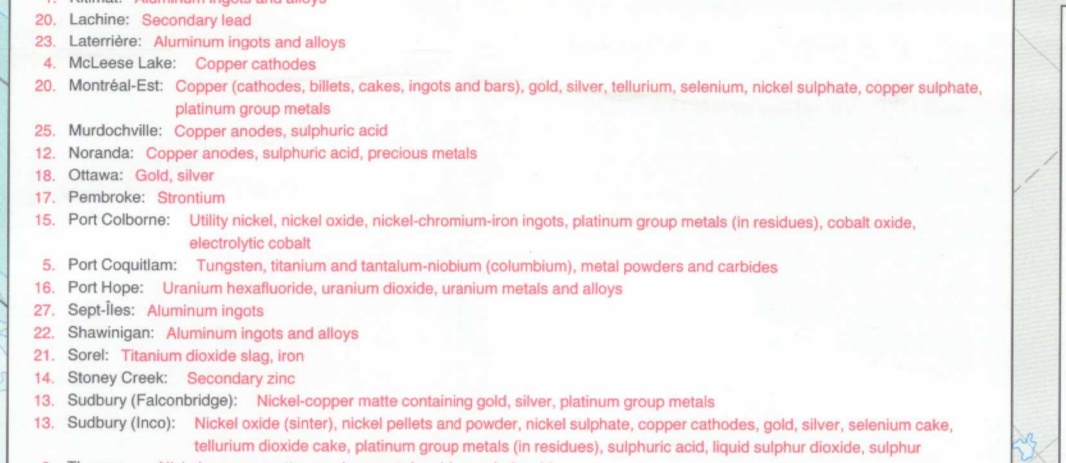 Kitimat: Aluminum ingots and alloys
20. Lachine: Secondary lead
23. Laterrière: Aluminum ingots and alloys
4. McLeese Lake: Copper cathodes
20. Montréal-Est: Copper (cathodes, billets, cakes, ingots and bars), gold, silver, tellurium, selenium, nickel sulphate, copper sulphate,
platinum group metals
25. Murdochville: Copper anodes, sulphuric acid
12. Noranda: Copper anodes, sulphuric acid, precious metals
18. Ottawa: Gold, silver
17. Pembroke: Strontium
15. Port Colborne: Utility nickel, nickel oxide, nickel-chromium-iron ingots, platinum group metals (in residues), cobalt oxide,
electrolytic cobalt
5. Port Coquitlam: Tungsten, titanium and tantalum-niobium (columbium), metal powders and carbides
16. Port Hope: Uranium hexafluoride, uranium dioxide, uranium metals and alloys
27. Sept-Îles: Aluminum ingots
22. Shawinigan: Aluminum ingots and alloys
21. Sorel: Titanium dioxide slag, iron
14. Stoney Creek: Secondary zinc
13. Sudbury (Falconbridge): Nickel-copper matte containing gold, silver, platinum group metals
13. Sudbury (Inco): Nickel oxide (sinter), nickel pellets and powder, nickel sulphate, copper cathodes, gold, silver, selenium cake,
tellurium dioxide cake, platinum group metals (in residues), sulphuric acid, liquid sulphur dioxide, sulphur